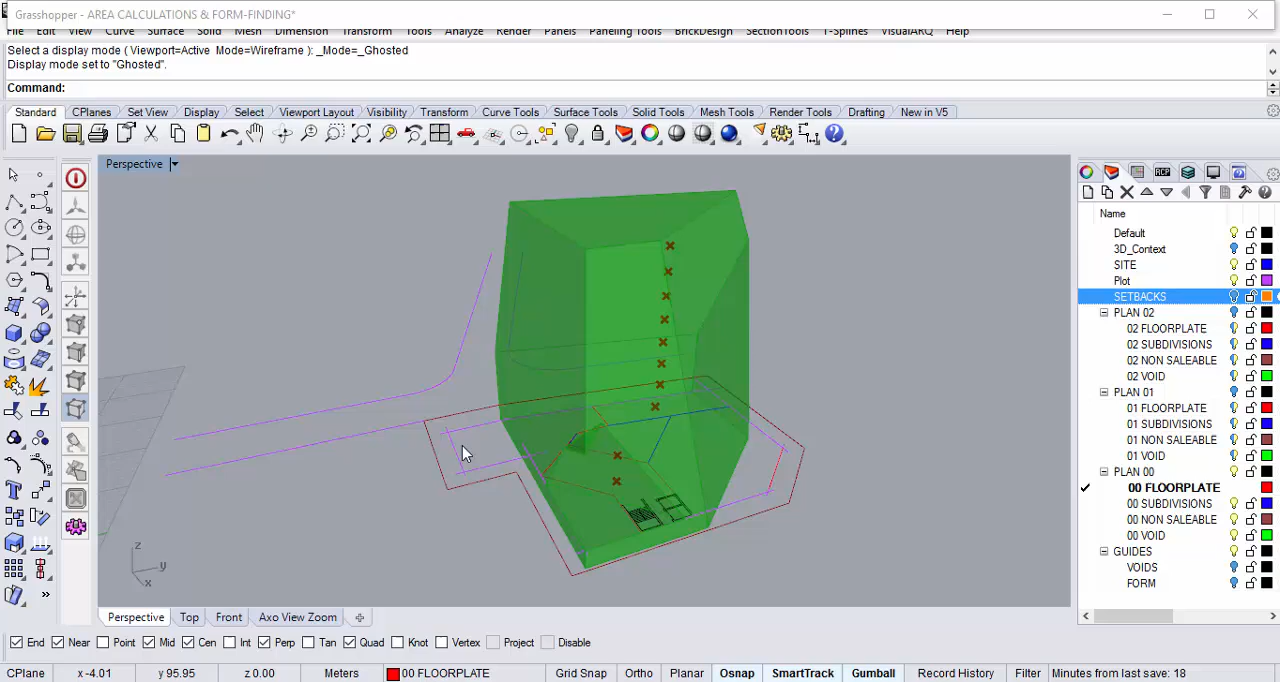 Grasshopper - AREA CALCULATIONS & FORM-FINDING*
File Edit View Curve Surface Solid Mesh Dimension Transform Tools Analyze Render Panels Paneling Tools BrickDesign SectionTools T-Splines VisualARQ Help
Select a display mode ( Viewport=Active Mode=Wireframe ): _Mode=_Ghosted
Display mode set to "Ghosted".
Command:
Standard CPlanes Set View Display Select Viewport Layout Visibility Transform Curve Tools Surface Tools Solid Tools Mesh Tools Render Tools Drafting New in V5
Perspective
Name
Default
3D_Context
SITE
Plot
SETBACKS
PLAN 02
02 FLOORPLATE
02 SUBDIVISIONS
02 NON SALEABLE
02 VOID
PLAN 01
01 FLOORPLATE
01 SUBDIVISIONS
01 NON SALEABLE
01 VOID
PLAN 00
00 FLOORPLATE
00 SUBDIVISIONS
00 NON SALEABLE
00 VOID
GUIDES
VOIDS
FORM
z
y
x
Perspective Top Front Axo View Zoom
End Near Point Mid Cen Int Perp Tan Quad Knot Vertex Project Disable
CPlane x -4.01 y 95.95 z 0.00 Meters 00 FLOORPLATE Grid Snap Ortho Planar Osnap SmartTrack Gumball Record History Filter Minutes from last save: 18